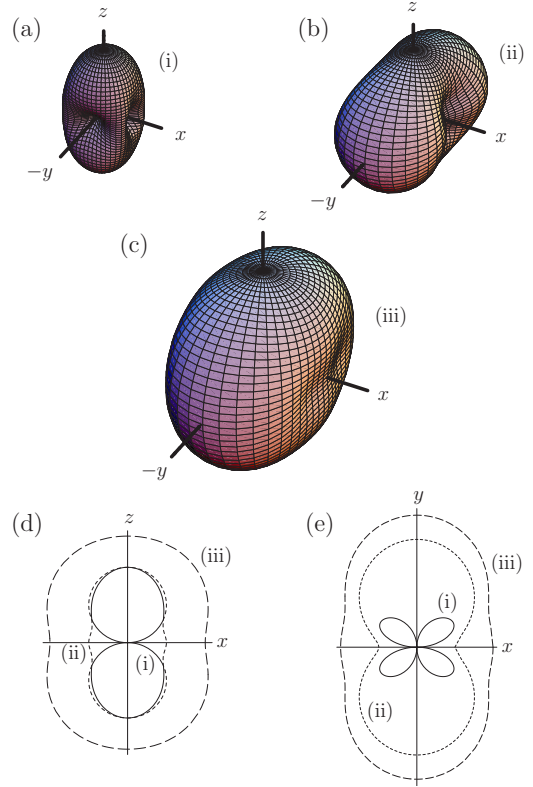 (a)
z
(i)
x
−y
(b)
z
(ii)
x
−y
(c)
z
(iii)
x
−y
(d)
z
(iii)
x
(ii)
(i)
(e)
y
(iii)
(i)
x
(ii)